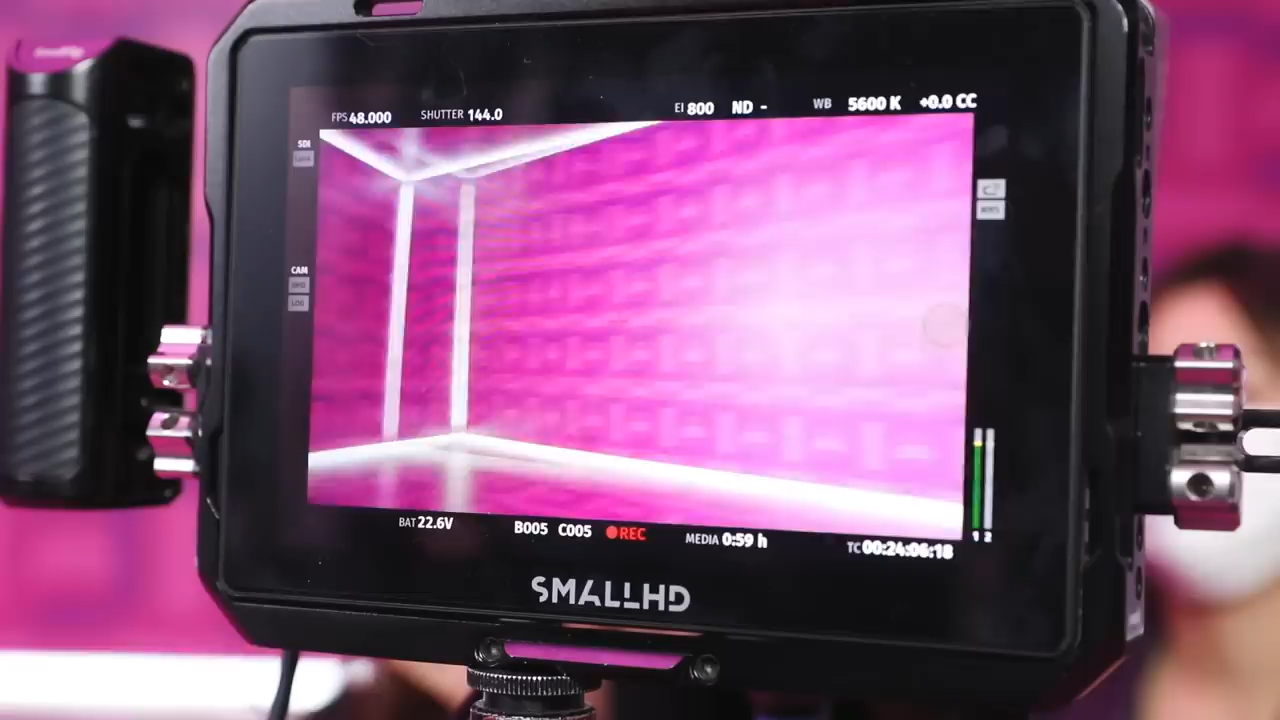 FPS 48.000 SHUTTER 144.0 EI 800 ND - WB 5600 K +0.0 CC
SDI
CAM
LOG
BAT 22.6V B005 C005 REC MEDIA 0:59 h TC 00:24:06:18
1 2
SMALLHD